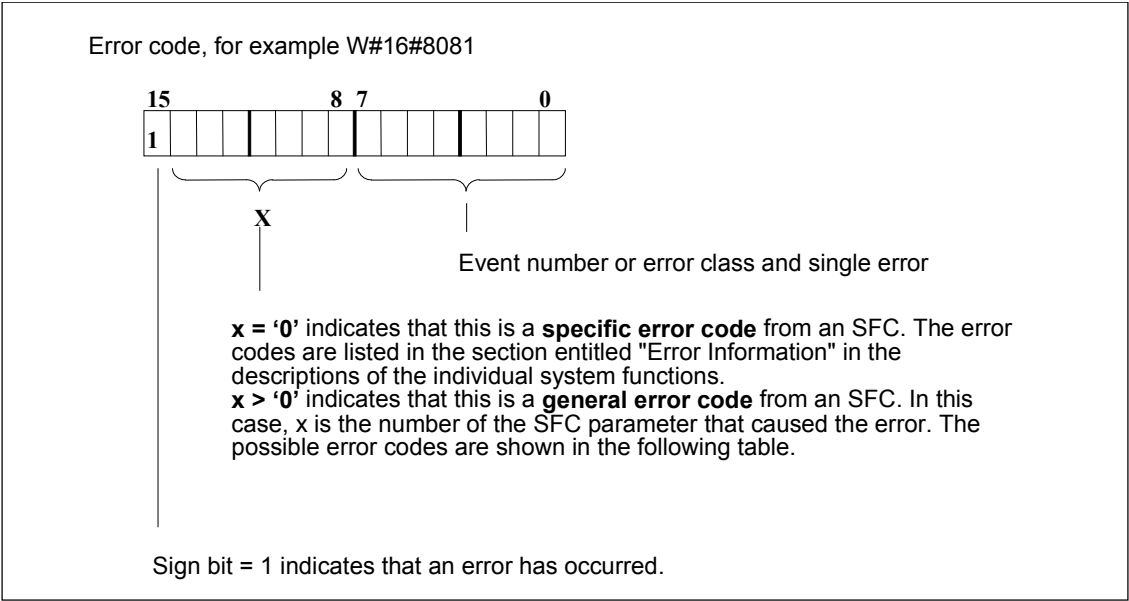 Error code, for example W#16#8081
15 8 7 0
1
X
Event number or error class and single error
x = ‘0’ indicates that this is a specific error code from an SFC. The error
codes are listed in the section entitled "Error Information" in the
descriptions of the individual system functions.
x > ‘0’ indicates that this is a general error code from an SFC. In this
case, x is the number of the SFC parameter that caused the error. The
possible error codes are shown in the following table.
Sign bit = 1 indicates that an error has occurred.